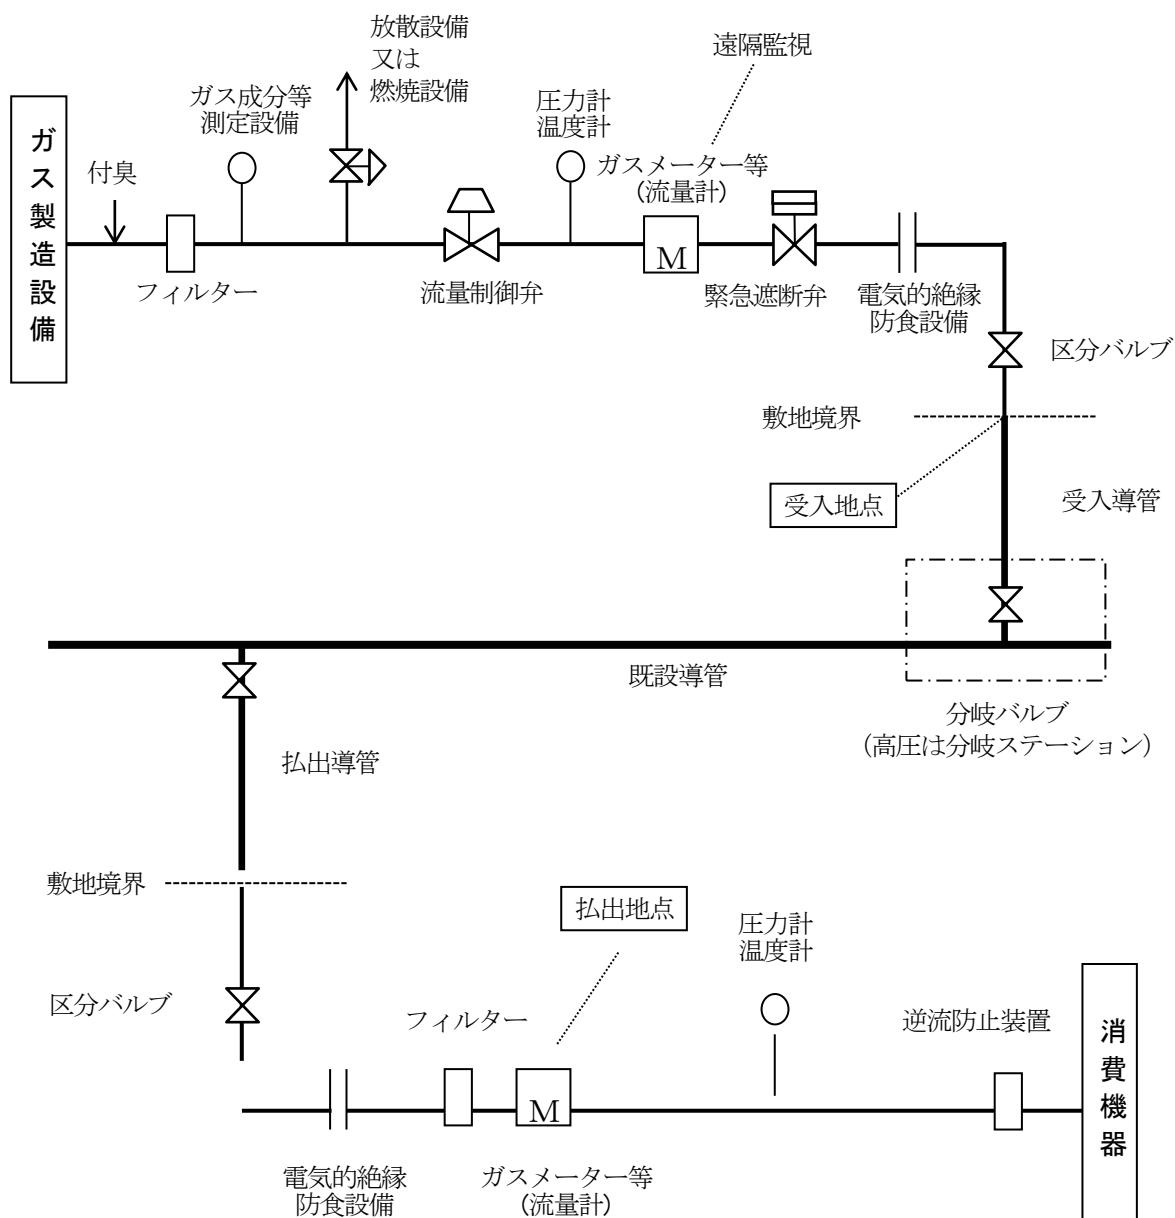 放散設備
又は
燃焼設備
遠隔監視
ガス成分等
測定設備
圧力計
温度計
ガスメーター等
（流量計）
ガス製造設備
付臭
M
フィルター
流量制御弁
緊急遮断弁
電気的絶縁
防食設備
区分バルブ
敷地境界
受入地点
受入導管
既設導管
分岐バルブ
（高圧は分岐ステーション）
払出導管
敷地境界
払出地点
圧力計
温度計
区分バルブ
フィルター
逆流防止装置
消費機器
M
電気的絶縁
防食設備
ガスメーター等
（流量計）